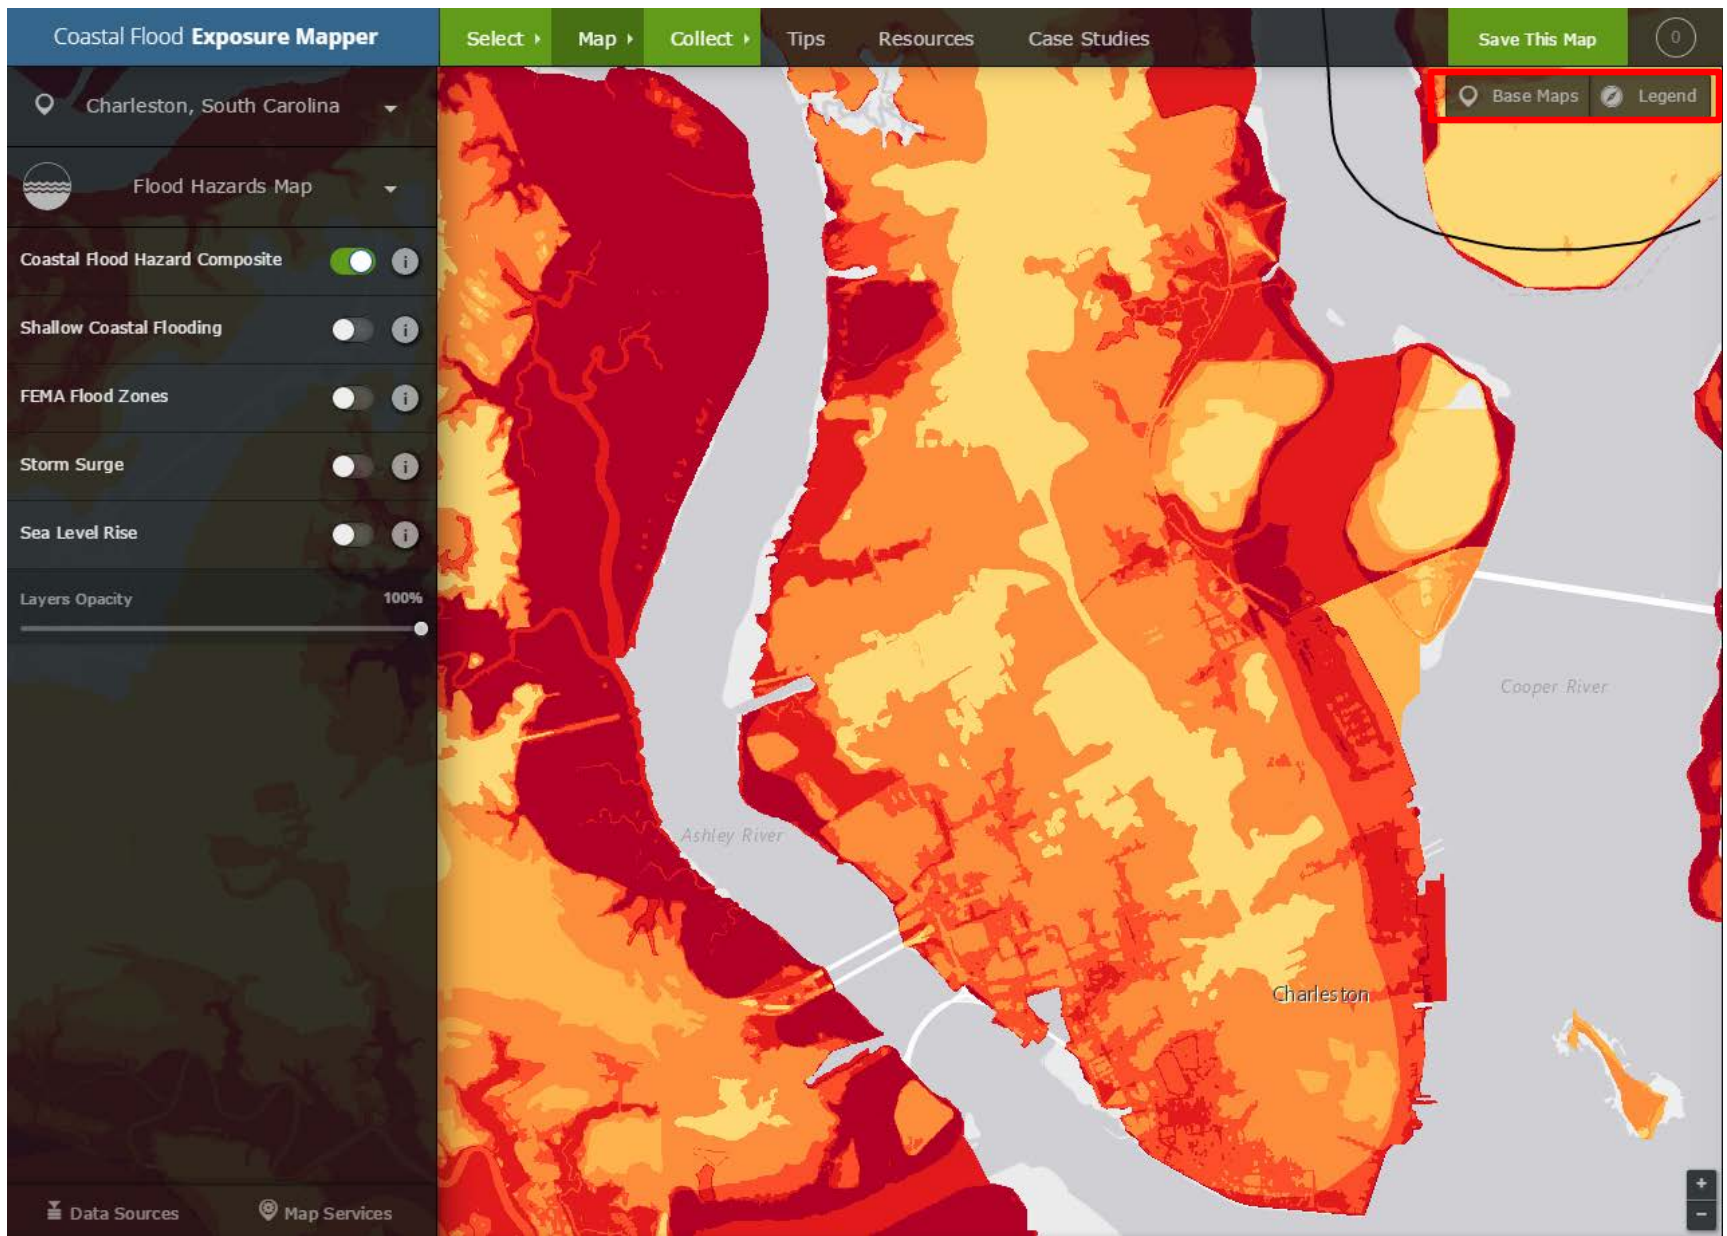 Coastal Flood Exposure Mapper
Select Map Collect Tips Resources Case Studies Save This Map 0
Charleston, South Carolina
Base Maps Legend
Flood Hazards Map
Coastal Flood Hazard Composite i
Shallow Coastal Flooding i
FEMA Flood Zones i
Storm Surge i
Sea Level Rise i
Layers Opacity 100%
Cooper River
Ashley River
Charleston
Data Sources Map Services
+
−